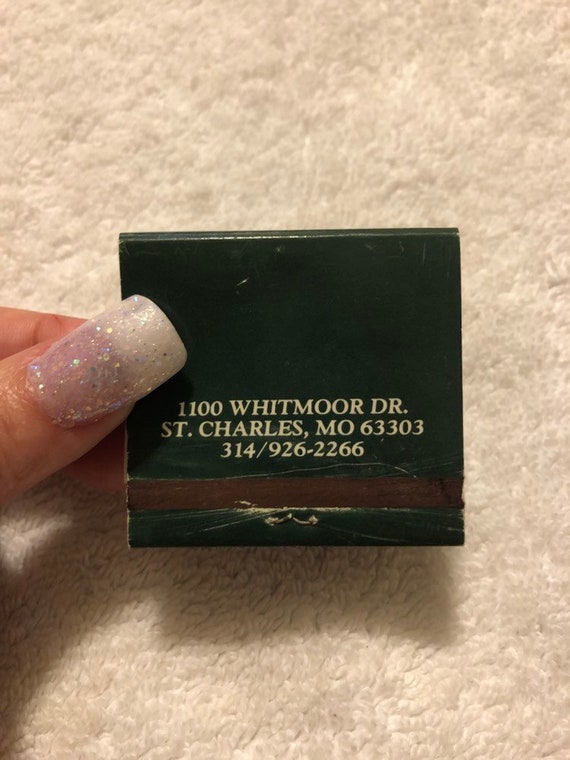 1100 WHITMOOR DR.
ST. CHARLES, MO 63303
314/926-2266